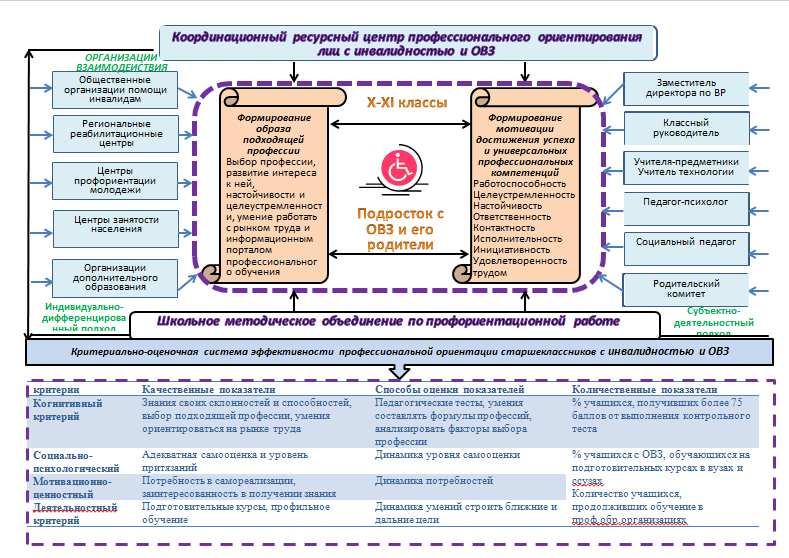 Координационный ресурсный центр профессионального ориентирования
лиц с инвалидностью и ОВЗ
ОРГАНИЗАЦИИ
ВЗАИМОДЕЙСТВИЯ
Общественные
организации помощи
инвалидам
Региональные
реабилитационные
центры
Центры
профориентации
молодежи
Центры занятости
населения
Организации
дополнительного
образования
Индивидуально-
дифференцирова
нный подход
Формирование
образа
подходящей
профессии
Выбор профессии,
развитие интереса
к ней,
настойчивости и
целеустремленност
и, умение работать
с рынком труда и
информационным
порталом
профессионально
го обучения
X-XI классы
Подросток с
ОВЗ и его
родители
Формирование
мотивации
достижения успеха
и универсальных
профессиональных
компетенций
Работоспособность
Целеустремленность
Настойчивость
Ответственность
Контактность
Исполнительность
Инициативность
Удовлетворенность
трудом
Заместитель
директора по ВР
Классный
руководитель
Учителя-предметники
Учитель технологии
Педагог-психолог
Социальный педагог
Родительский
комитет
Субъектно-
деятельностный
подход
Школьное методическое объединение по профориентационной работе
Критериально-оценочная система эффективности профессиональной ориентации старшеклассников с инвалидностью и ОВЗ
критерии Качественные показатели Способы оценки показателей Количественные показатели
Когнитивный
критерий
Знания своих склонностей и способностей,
выбор подходящей профессии, умения
ориентироваться на рынке труда
Педагогические тесты, умения
составлять формулы профессий,
анализировать факторы выбора
профессии
% учащихся, получивших более 75
баллов от выполнения контрольного
теста
Социально-
психологический
Адекватная самооценка и уровень
притязаний
Динамика уровня самооценки
% учащихся с ОВЗ, обучающихся на
подготовительных курсах в вузах и
ссузах
Мотивационно-
ценностный
Потребность в самореализации,
заинтересованность в получении знания
Динамика потребностей
Количество учащихся,
продолживших обучение в
проф.обр.организациях
Деятельностный
критерий
Подготовительные курсы, профильное
обучение
Динамика умений строить ближние и
дальние цели